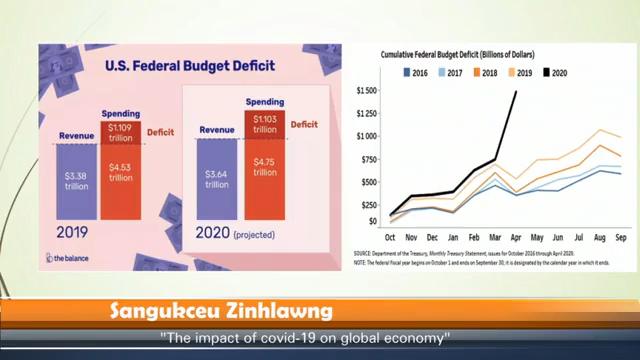 U.S. Federal Budget Deficit
Spending
$1.109
trillion
Revenue
Deficit
$3.38
trillion
$4.53
trillion
2019
Spending
$1.103
trillion
Revenue
Deficit
$3.64
trillion
$4.75
trillion
2020 (projected)
the balance
Cumulative Federal Budget Deficit (Billions of Dollars)
2016 2017 2018 2019 2020
$1 500
$1 250
$1 000
$750
$500
$250
$0
Oct Nov Dec Jan Feb Mar Apr May Jun Jul Aug Sep
SOURCE: Department of the Treasury, Monthly Treasury Statement, issues for October 2016 through April 2020.
NOTE: The federal fiscal year begins on October 1 and ends on September 30; it is designated by the calendar year in which it ends.
Sangukceu Zinhlawng
"The impact of covid-19 on global economy"